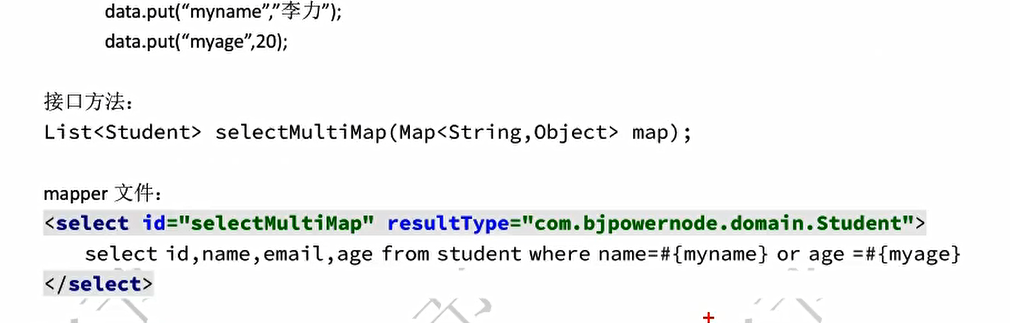 data.put(“myname”,”李力”);
data.put(“myage”,20);
接口方法：
List<Student> selectMultiMap(Map<String,Object> map);
mapper 文件：
<select id="selectMultiMap" resultType="com.bjpowernode.domain.Student">
select id,name,email,age from student where name=#{myname} or age =#{myage}
</select>